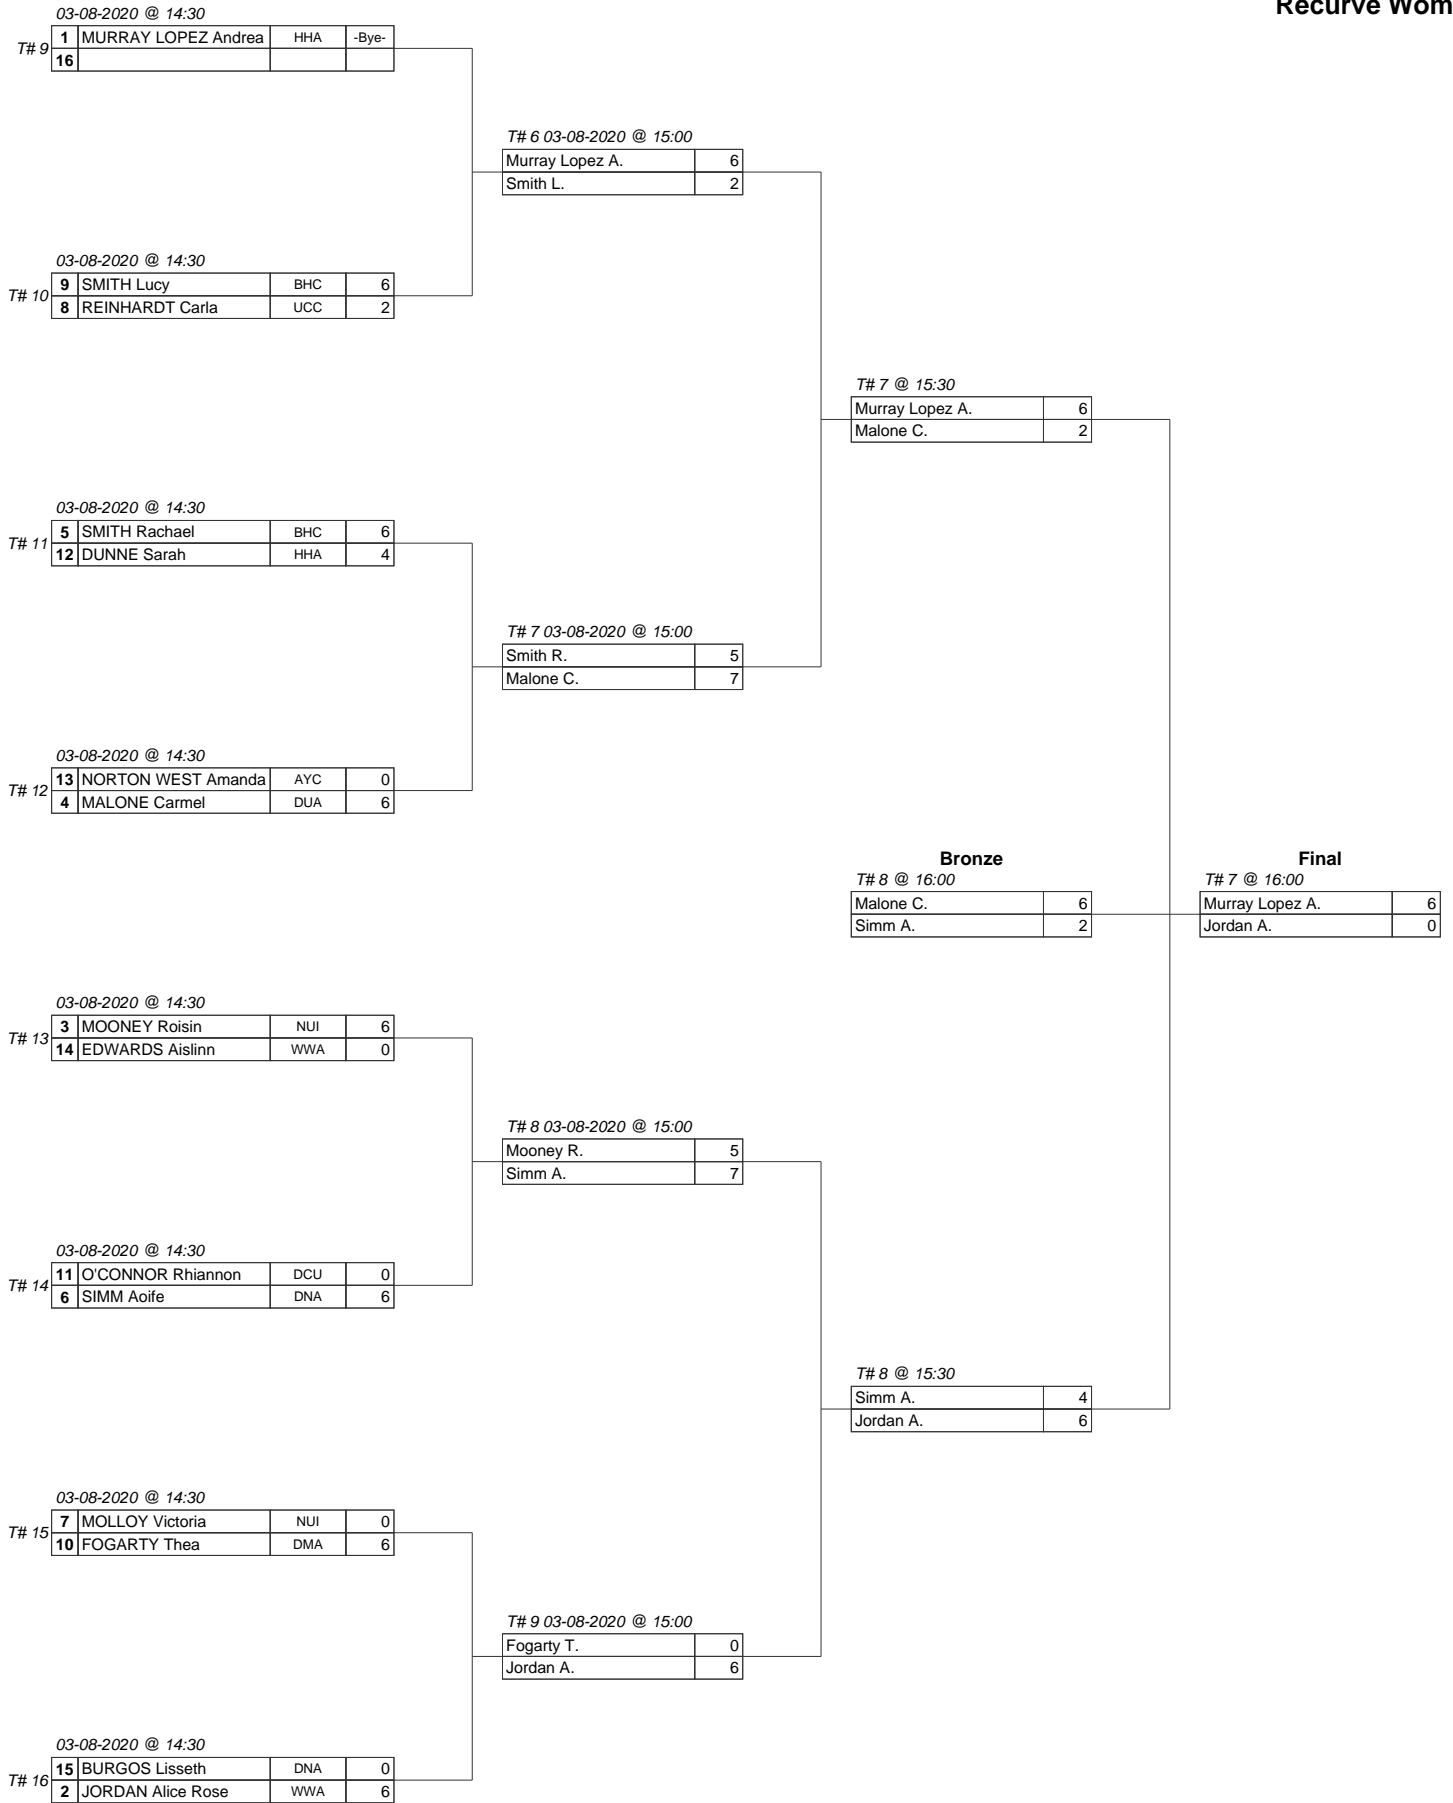 Recurve Wom
03-08-2020 @ 14:30
T# 9
1 MURRAY LOPEZ Andrea HHA -Bye-
16
T# 6 03-08-2020 @ 15:00
Murray Lopez A. 6
Smith L. 2
03-08-2020 @ 14:30
T# 10
9 SMITH Lucy BHC 6
8 REINHARDT Carla UCC 2
T# 7 @ 15:30
Murray Lopez A. 6
Malone C. 2
03-08-2020 @ 14:30
T# 11
5 SMITH Rachael BHC 6
12 DUNNE Sarah HHA 4
T# 7 03-08-2020 @ 15:00
Smith R. 5
Malone C. 7
03-08-2020 @ 14:30
T# 12
13 NORTON WEST Amanda AYC 0
4 MALONE Carmel DUA 6
Bronze
T# 8 @ 16:00
Malone C. 6
Simm A. 2
Final
T# 7 @ 16:00
Murray Lopez A. 6
Jordan A. 0
03-08-2020 @ 14:30
T# 13
3 MOONEY Roisin NUI 6
14 EDWARDS Aislinn WWA 0
T# 8 03-08-2020 @ 15:00
Mooney R. 5
Simm A. 7
03-08-2020 @ 14:30
T# 14
11 O'CONNOR Rhiannon DCU 0
6 SIMM Aoife DNA 6
T# 8 @ 15:30
Simm A. 4
Jordan A. 6
03-08-2020 @ 14:30
T# 15
7 MOLLOY Victoria NUI 0
10 FOGARTY Thea DMA 6
T# 9 03-08-2020 @ 15:00
Fogarty T. 0
Jordan A. 6
03-08-2020 @ 14:30
T# 16
15 BURGOS Lisseth DNA 0
2 JORDAN Alice Rose WWA 6